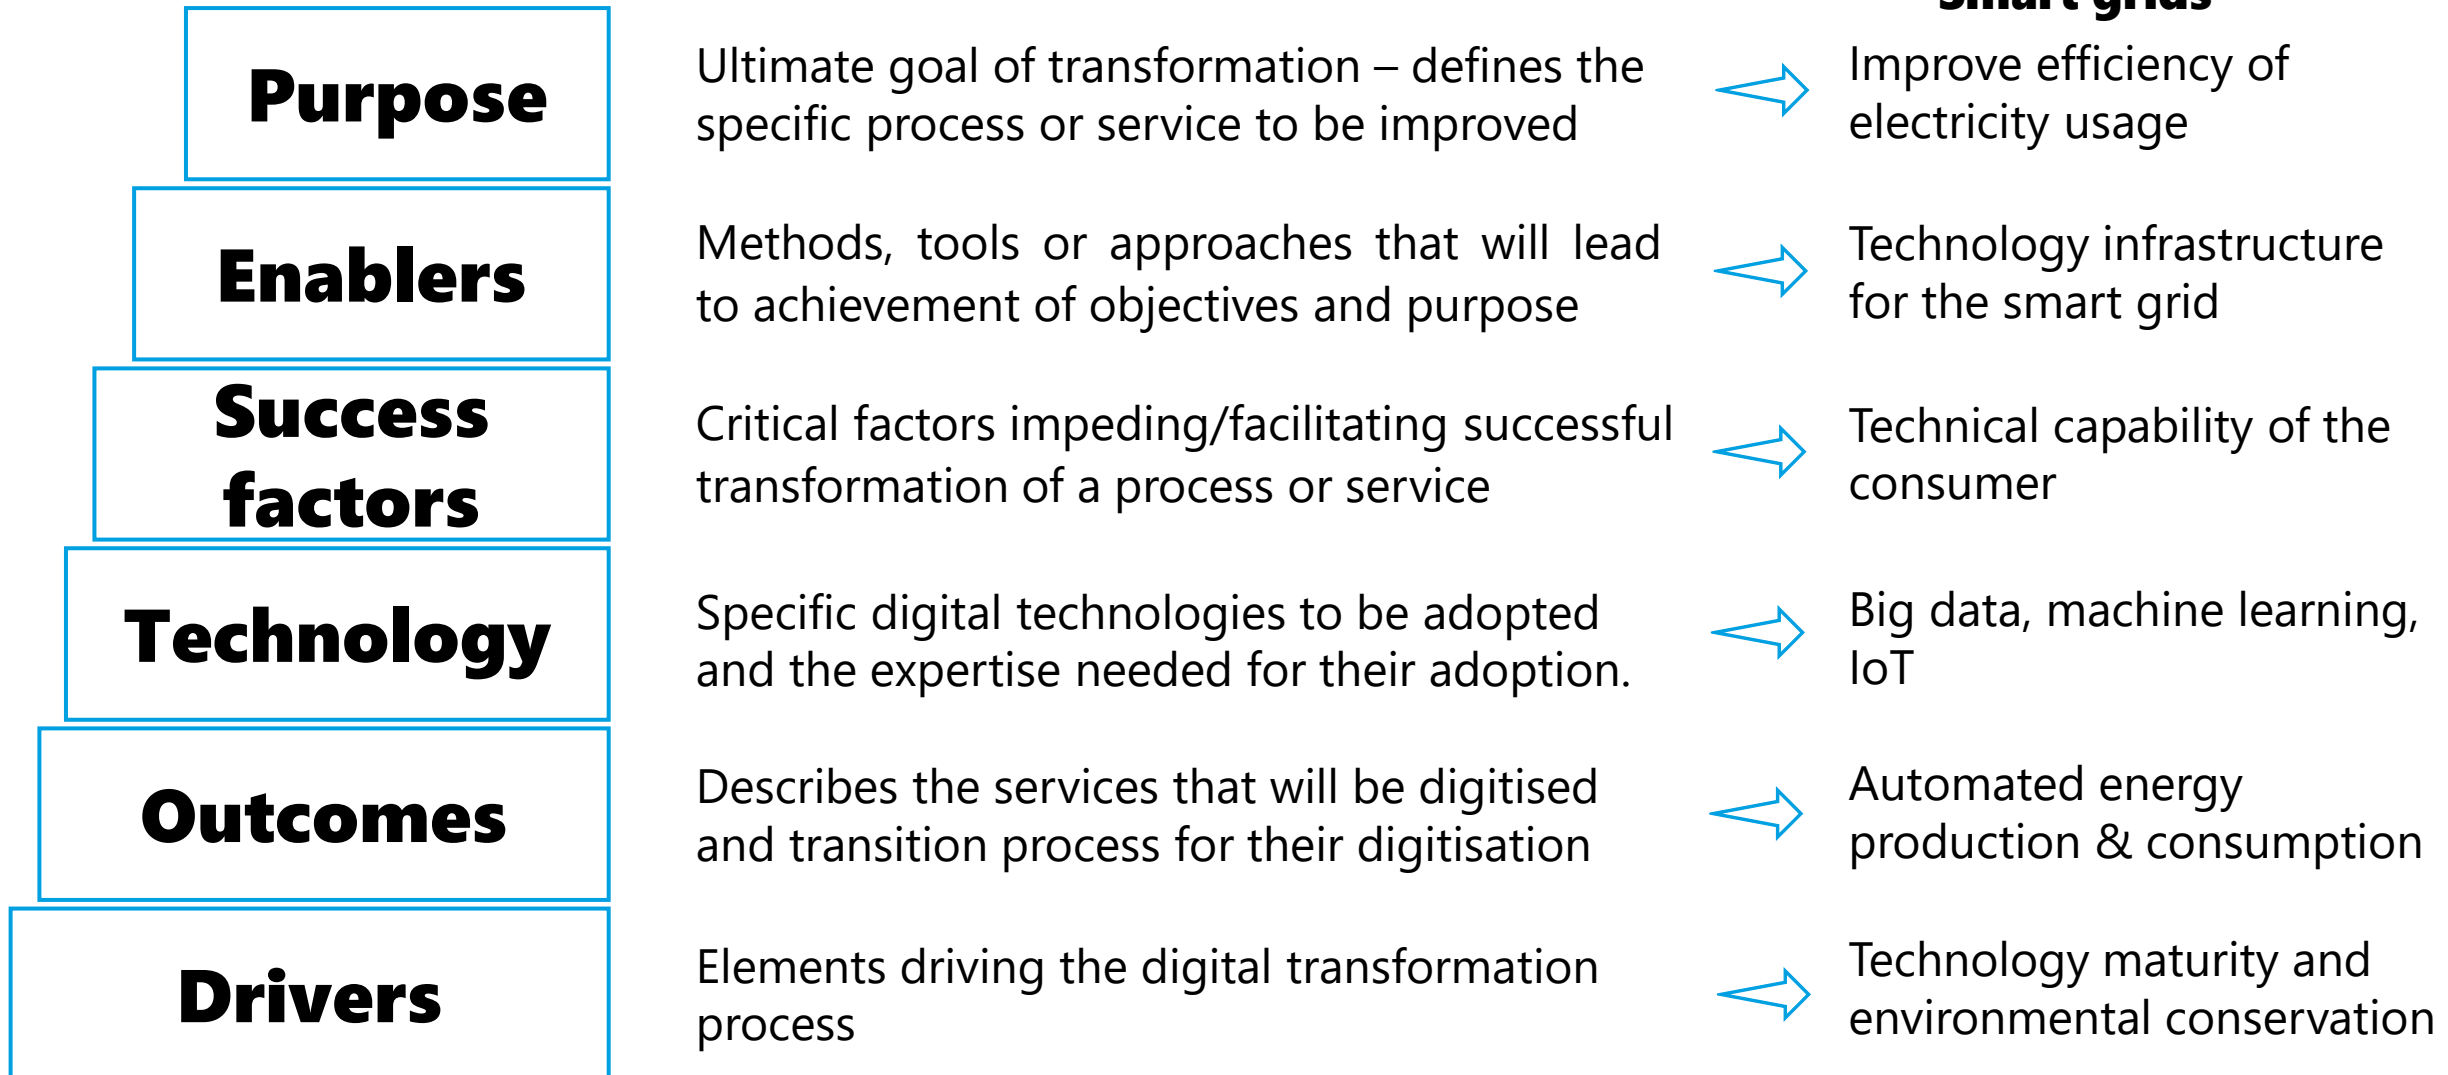 Smart grids
Purpose
Ultimate goal of transformation – defines the
specific process or service to be improved
Improve efficiency of
electricity usage
Enablers
Methods, tools or approaches that will lead
to achievement of objectives and purpose
Technology infrastructure
for the smart grid
Success
factors
Critical factors impeding/facilitating successful
transformation of a process or service
Technical capability of the
consumer
Technology
Specific digital technologies to be adopted
and the expertise needed for their adoption.
Big data, machine learning,
IoT
Outcomes
Describes the services that will be digitised
and transition process for their digitisation
Automated energy
production & consumption
Drivers
Elements driving the digital transformation
process
Technology maturity and
environmental conservation